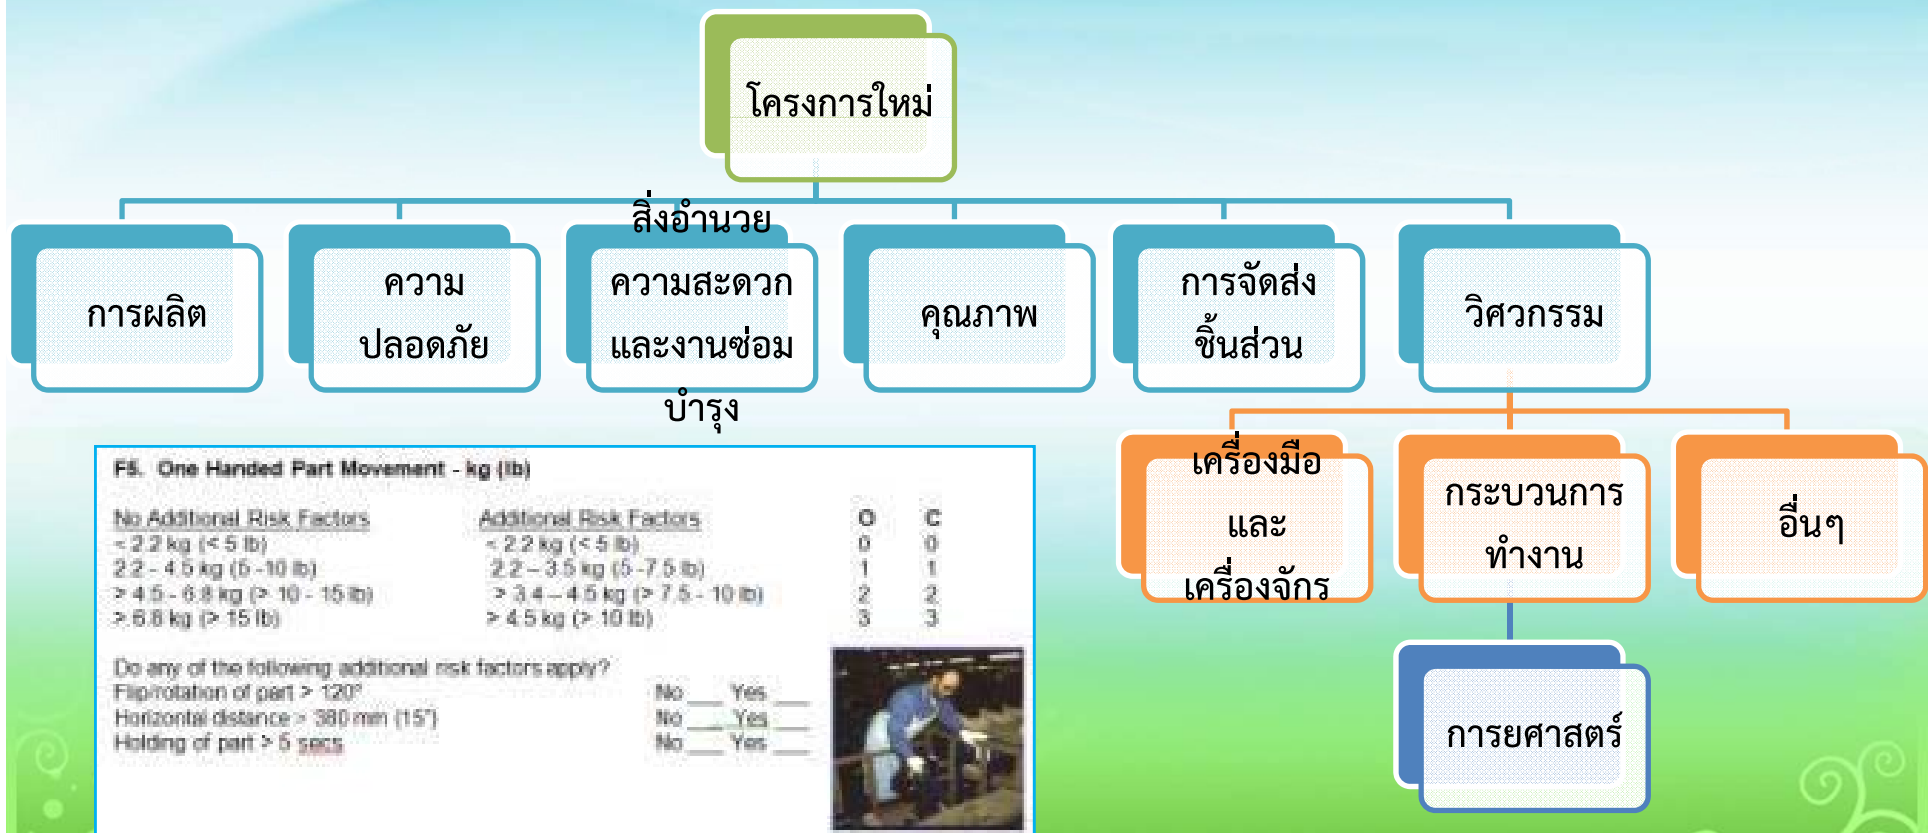 โครงการใหม่
การผลิต
ความ
ปลอดภัย
สิ่งอำนวย
ความสะดวก
และงานซ่อม
บำรุง
คุณภาพ
การจัดส่ง
ชิ้นส่วน
วิศวกรรม
เครื่องมือ
และ
เครื่องจักร
กระบวนการ
ทำงาน
อื่นๆ
การยศาสตร์
F5. One Handed Part Movement - kg (lb)
No Additional Risk Factors Additional Risk Factors O C
< 2.2 kg (< 5 lb) < 2.2 kg (< 5 lb) 0 0
2.2 - 4.5 kg (5 -10 lb) 2.2 – 3.5 kg (5 -7.5 lb) 1 1
> 4.5 - 6.8 kg (> 10 - 15 lb) > 3.4 – 4.5 kg (> 7.5 - 10 lb) 2 2
> 6.8 kg (> 15 lb) > 4.5 kg (> 10 lb) 3 3
Do any of the following additional risk factors apply?
Flip/rotation of part > 120° No ___ Yes ___
Horizontal distance > 380 mm (15") No ___ Yes ___
Holding of part > 5 secs No ___ Yes ___